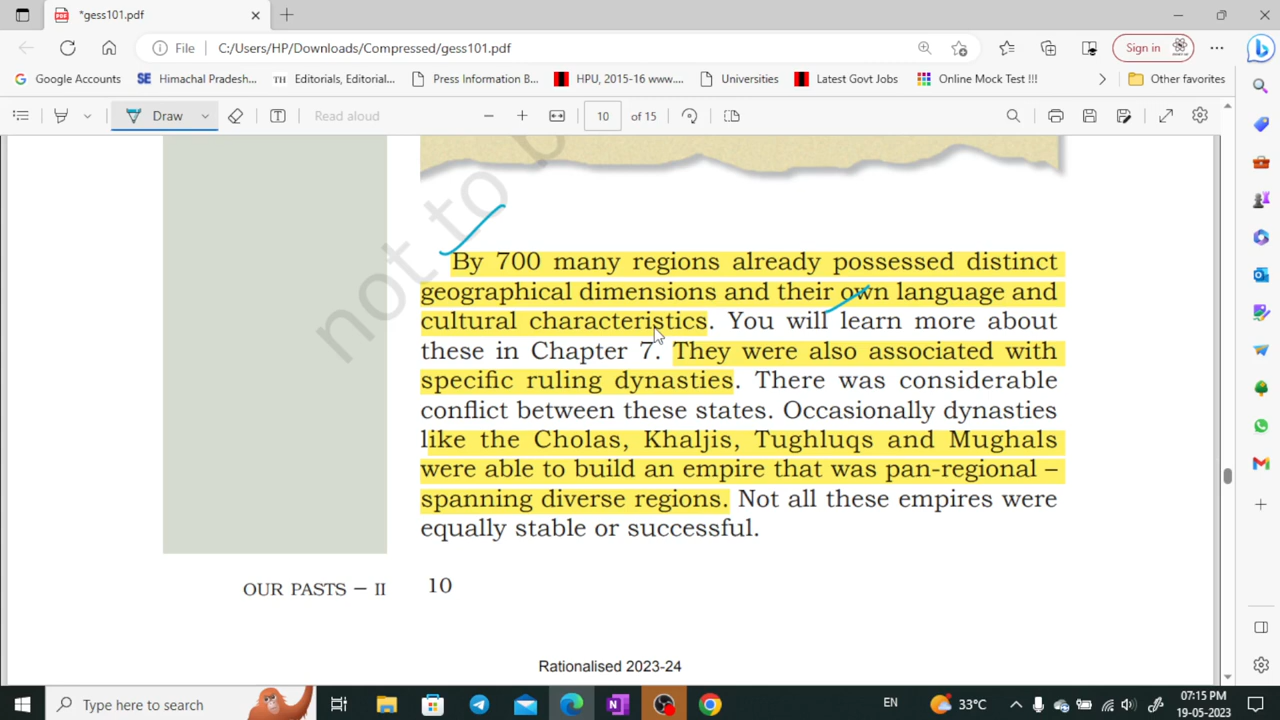 *gess101.pdf
File C:/Users/HP/Downloads/Compressed/gess101.pdf Sign in
Google Accounts SE Himachal Pradesh... TH Editorials, Editorial... Press Information B... HPU, 2015-16 www.... Universities Latest Govt Jobs Online Mock Test !!! Other favorites
Draw Read aloud 10 of 15
not to b
By 700 many regions already possessed distinct
geographical dimensions and their own language and
cultural characteristics. You will learn more about
these in Chapter 7. They were also associated with
specific ruling dynasties. There was considerable
conflict between these states. Occasionally dynasties
like the Cholas, Khaljis, Tughluqs and Mughals
were able to build an empire that was pan-regional –
spanning diverse regions. Not all these empires were
equally stable or successful.
OUR PASTS – II 10
Rationalised 2023-24
Type here to search EN 33°C 07:15 PM
19-05-2023